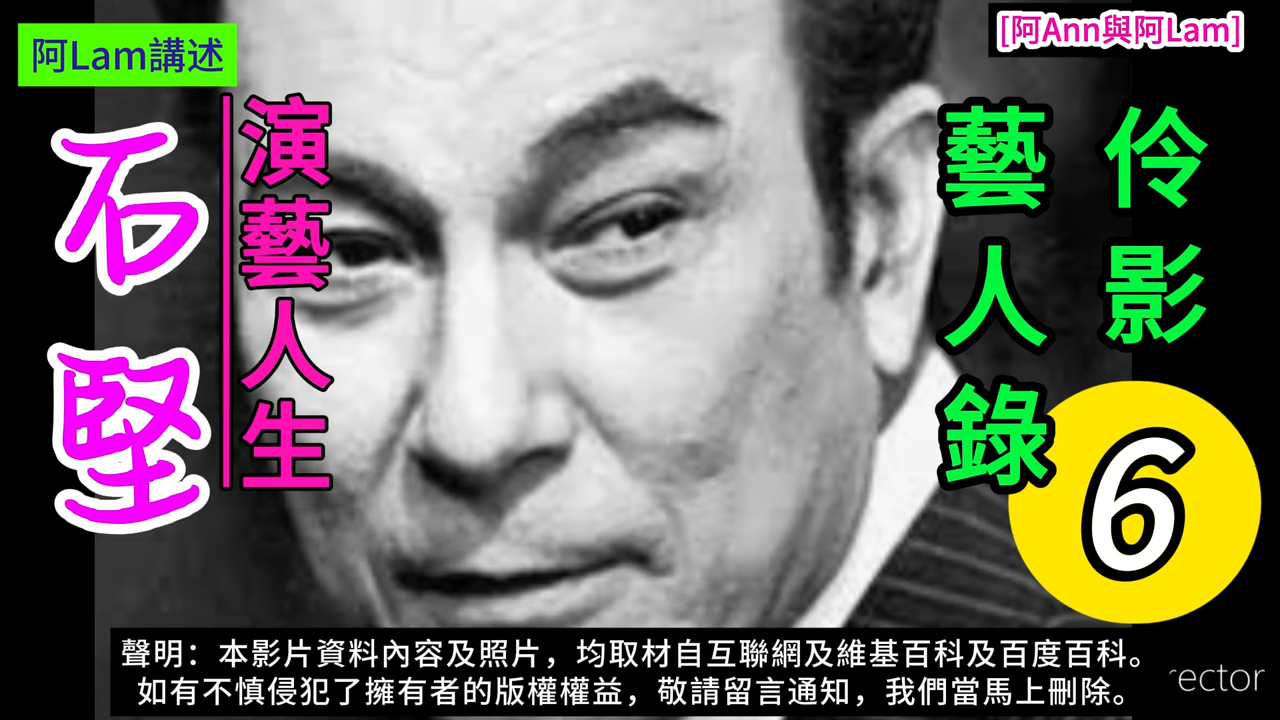 阿Lam講述
[阿Ann與阿Lam]
石堅
演藝人生
伶影
藝人錄
6
聲明：本影片資料內容及照片，均取材自互聯網及維基百科及百度百科。
如有不慎侵犯了擁有者的版權權益，敬請留言通知，我們當馬上刪除。
rector